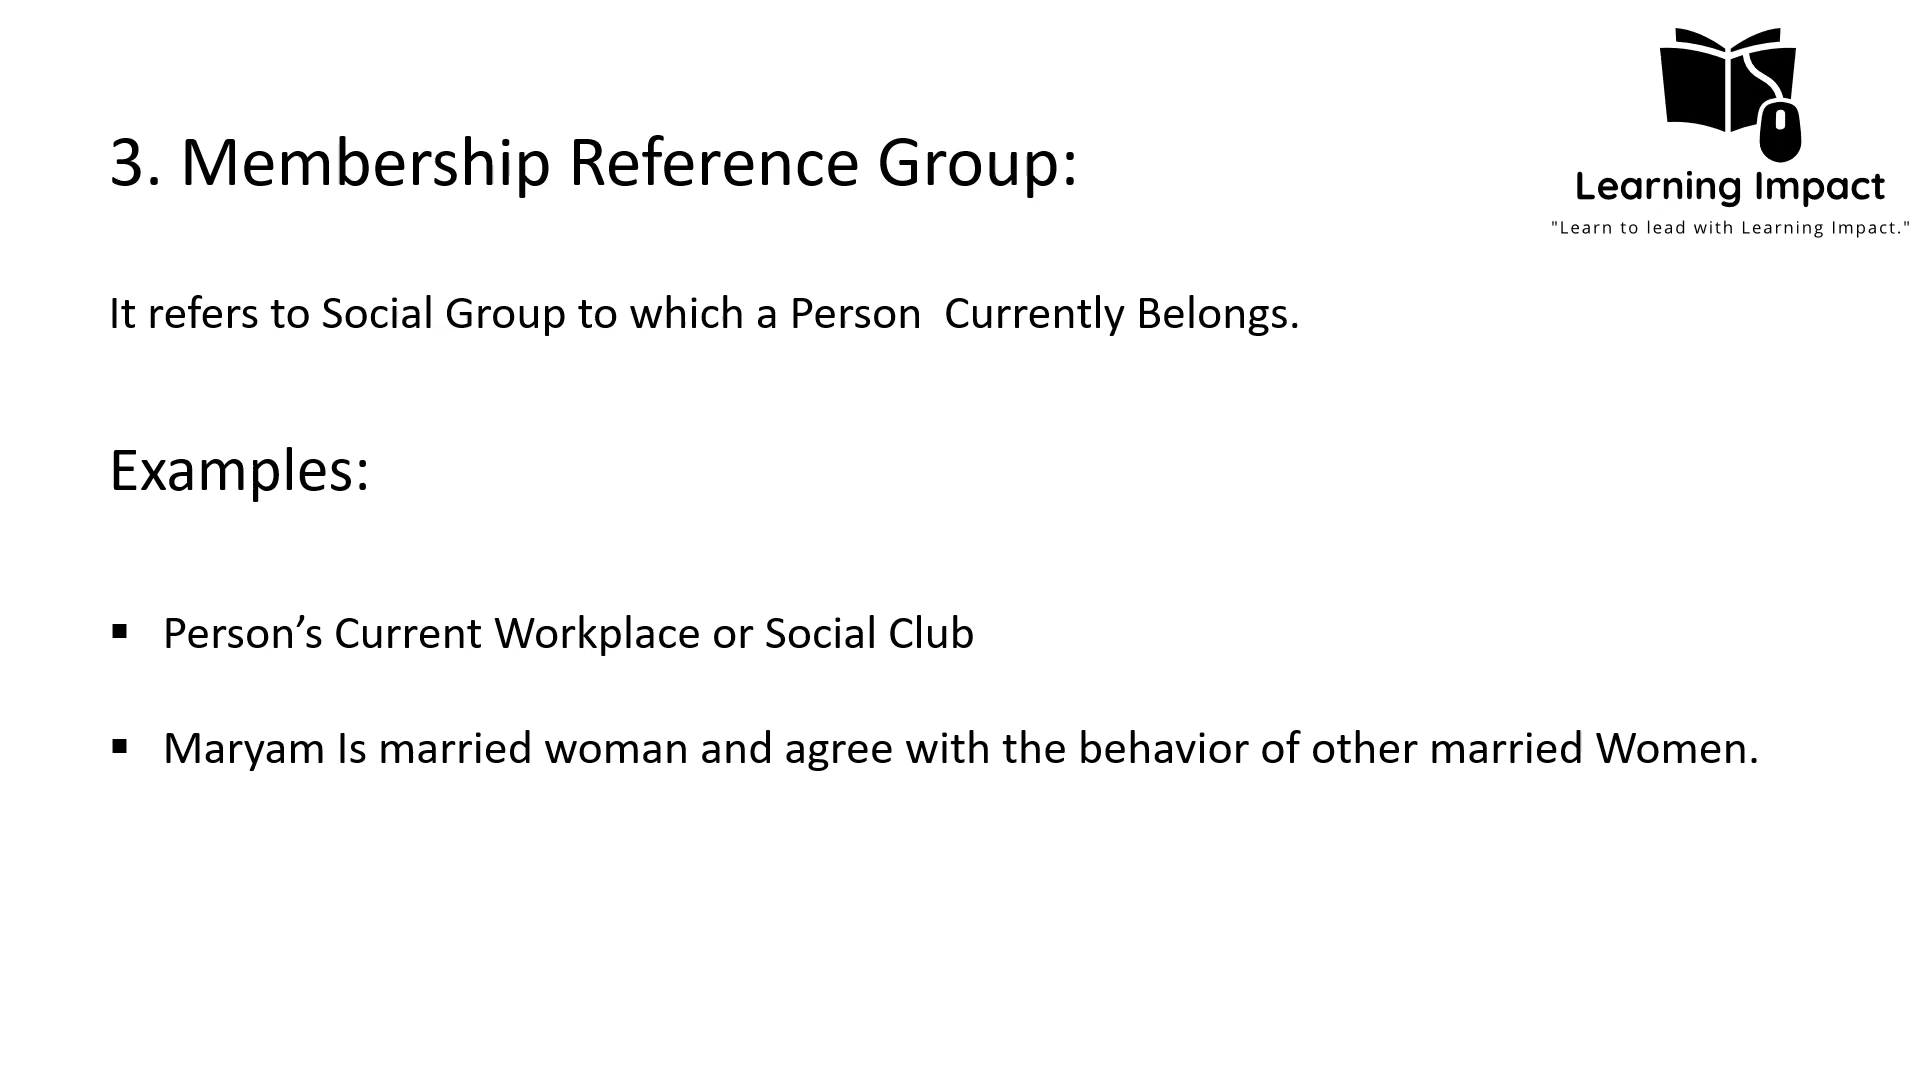 Learning Impact
"Learn to lead with Learning Impact."
3. Membership Reference Group:
It refers to Social Group to which a Person  Currently Belongs.
Examples:
▪ Person’s Current Workplace or Social Club
▪ Maryam Is married woman and agree with the behavior of other married Women.